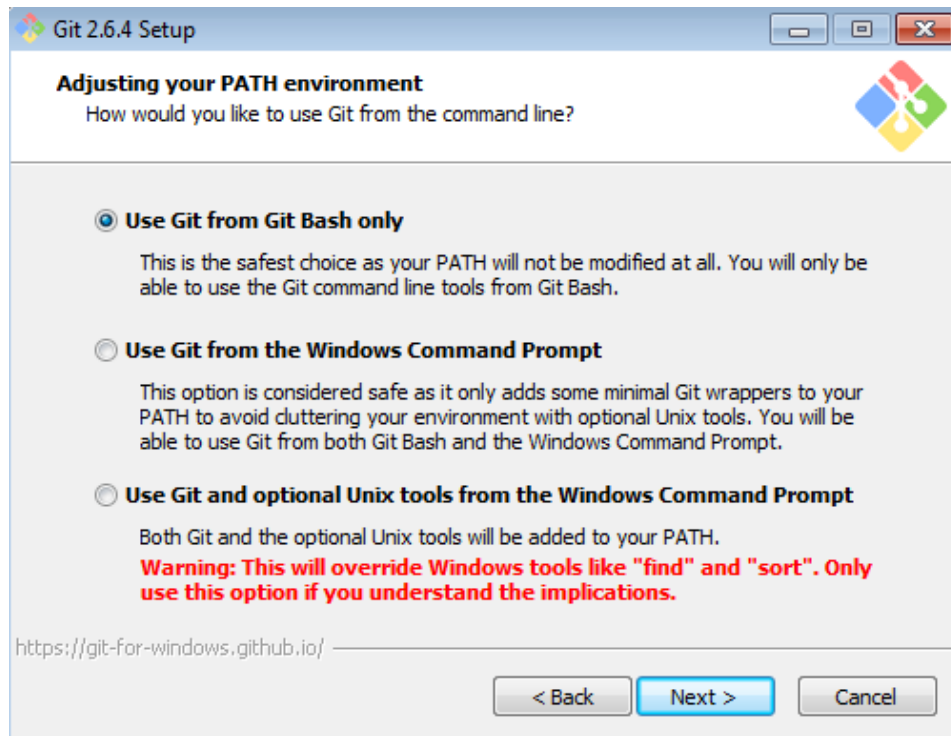 Git 2.6.4 Setup
Adjusting your PATH environment
How would you like to use Git from the command line?
Use Git from Git Bash only
This is the safest choice as your PATH will not be modified at all. You will only be
able to use the Git command line tools from Git Bash.
Use Git from the Windows Command Prompt
This option is considered safe as it only adds some minimal Git wrappers to your
PATH to avoid cluttering your environment with optional Unix tools. You will be
able to use Git from both Git Bash and the Windows Command Prompt.
Use Git and optional Unix tools from the Windows Command Prompt
Both Git and the optional Unix tools will be added to your PATH.
Warning: This will override Windows tools like "find" and "sort". Only
use this option if you understand the implications.
https://git-for-windows.github.io/
< Back Next > Cancel